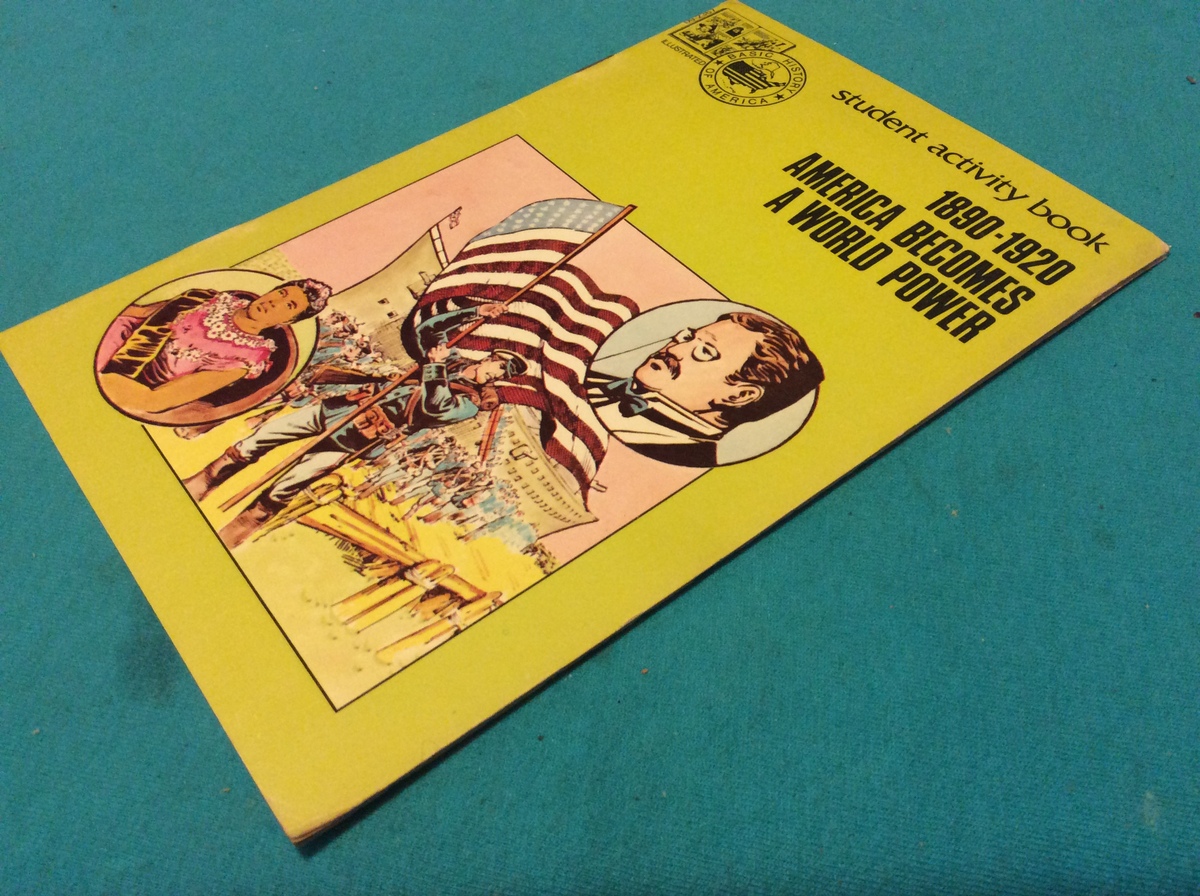 ILLUSTRATED
BASIC HISTORY
OF AMERICA
student activity book
1890-1920
AMERICA BECOMES
A WORLD POWER